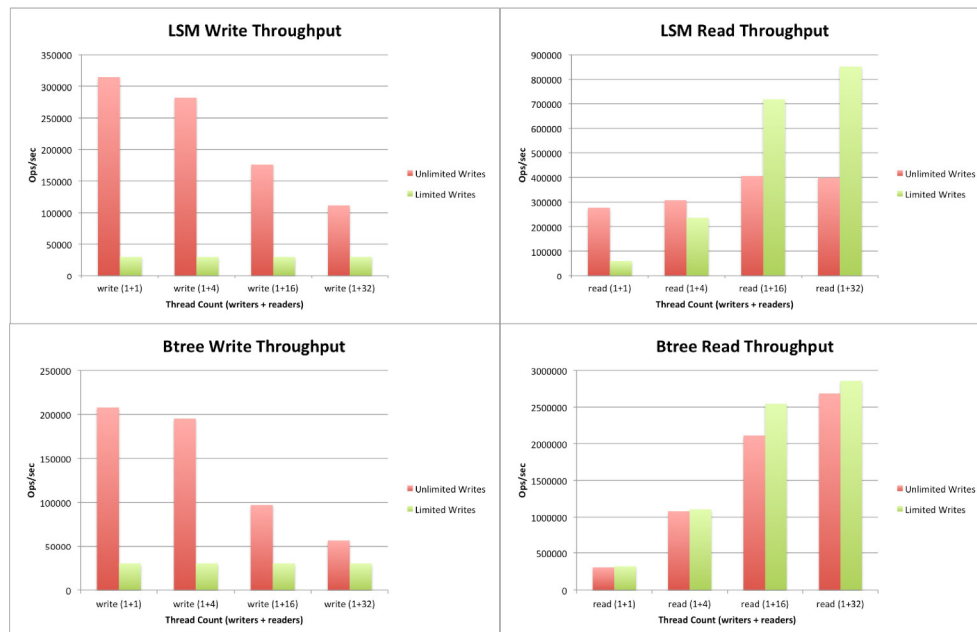 LSM Write Throughput
350000
300000
250000
200000
150000
100000
50000
0
Ops/sec
write (1+1) write (1+4) write (1+16) write (1+32)
Thread Count (writers + readers)
Unlimited Writes
Limited Writes
LSM Read Throughput
900000
800000
700000
600000
500000
400000
300000
200000
100000
0
Ops/sec
read (1+1) read (1+4) read (1+16) read (1+32)
Thread Count (writers + readers)
Unlimited Writes
Limited Writes
Btree Write Throughput
250000
200000
150000
100000
50000
0
Ops/sec
write (1+1) write (1+4) write (1+16) write (1+32)
Thread Count (writers + readers)
Unlimited Writes
Limited Writes
Btree Read Throughput
3000000
2500000
2000000
1500000
1000000
500000
0
Ops/sec
read (1+1) read (1+4) read (1+16) read (1+32)
Thread Count (writers + readers)
Unlimited Writes
Limited Writes